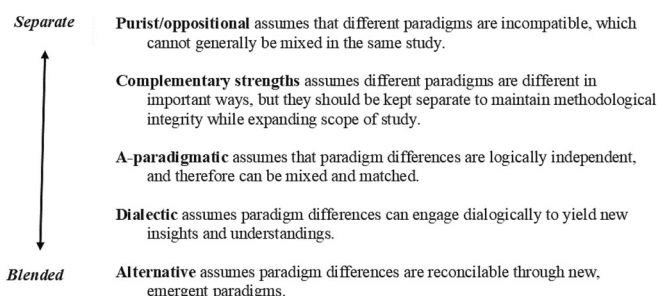 Separate
Purist/oppositional assumes that different paradigms are incompatible, which
cannot generally be mixed in the same study.
Complementary strengths assumes different paradigms are different in
important ways, but they should be kept separate to maintain methodological
integrity while expanding scope of study.
A-paradigmatic assumes that paradigm differences are logically independent,
and therefore can be mixed and matched.
Dialectic assumes paradigm differences can engage dialogically to yield new
insights and understandings.
Blended
Alternative assumes paradigm differences are reconcilable through new,
emergent paradigms.